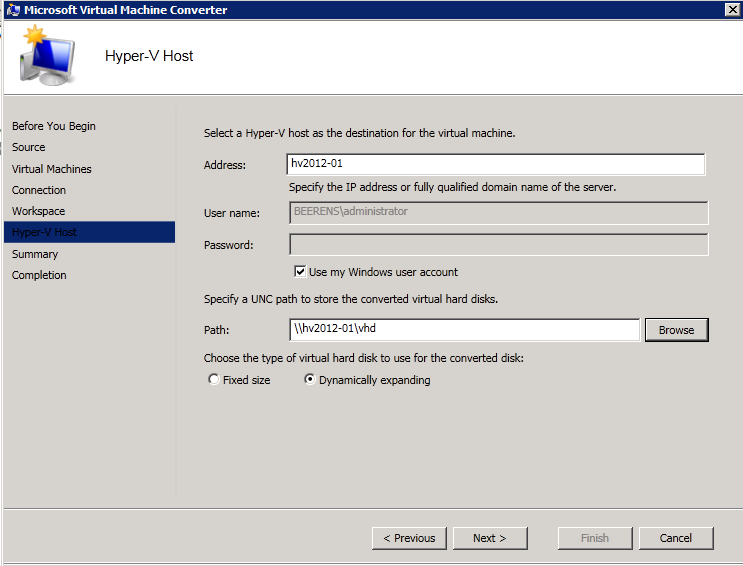 Microsoft Virtual Machine Converter
Hyper-V Host
Before You Begin
Source
Virtual Machines
Connection
Workspace
Hyper-V Host
Summary
Completion
Select a Hyper-V host as the destination for the virtual machine.
Address: hv2012-01
Specify the IP address or fully qualified domain name of the server.
User name: BEERENS\administrator
Password:
Use my Windows user account
Specify a UNC path to store the converted virtual hard disks.
Path: \\hv2012-01\vhd Browse
Choose the type of virtual hard disk to use for the converted disk:
Fixed size Dynamically expanding
< Previous Next > Finish Cancel